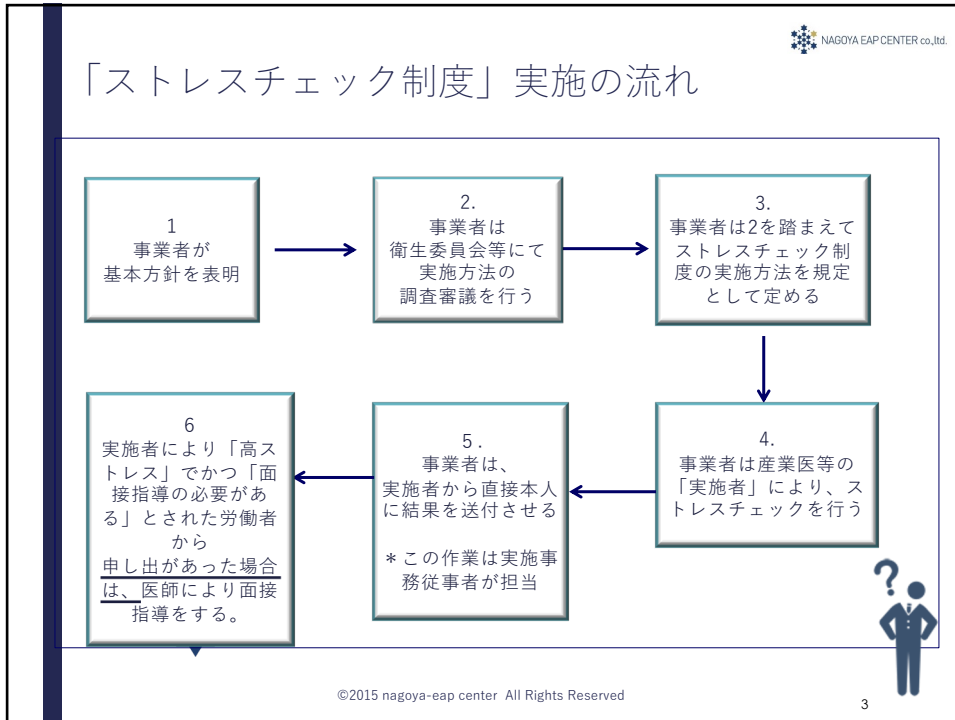 NAGOYA EAP CENTER co,.ltd.
「ストレスチェック制度」実施の流れ
1
事業者が
基本方針を表明
2.
事業者は
衛生委員会等にて
実施方法の
調査審議を行う
3.
事業者は2を踏まえて
ストレスチェック制
度の実施方法を規定
として定める
4.
事業者は産業医等の
「実施者」により、ス
トレスチェックを行う
5.
事業者は、
実施者から直接本人
に結果を送付させる
＊この作業は実施事
務従事者が担当
6
実施者により「高ス
トレス」でかつ「面
接指導の必要があ
る」とされた労働者
から
申し出があった場合
は、医師により面接
指導をする。
?
©2015 nagoya-eap center All Rights Reserved
3